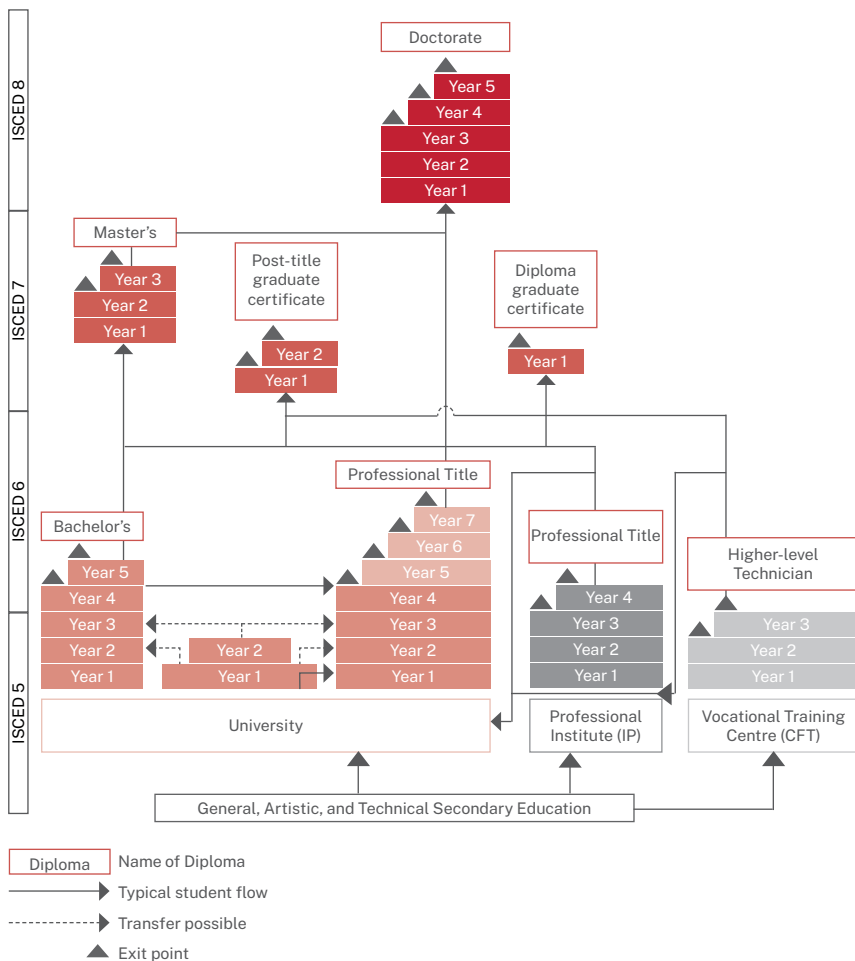 ISCED 8
Doctorate
Year 5
Year 4
Year 3
Year 2
Year 1
ISCED 7
Master's
Year 3
Year 2
Year 1
Post-title
graduate
certificate
Year 2
Year 1
Diploma
graduate
certificate
Year 1
ISCED 6
Bachelor's
Year 5
Year 4
Year 3
Year 2
Year 1
Year 2
Year 1
Professional Title
Year 7
Year 6
Year 5
Year 4
Year 3
Year 2
Year 1
Professional Title
Year 4
Year 3
Year 2
Year 1
Higher-level
Technician
Year 3
Year 2
Year 1
ISCED 5
University
Professional
Institute (IP)
Vocational Training
Centre (CFT)
General, Artistic, and Technical Secondary Education
Diploma
Name of Diploma
Typical student flow
Transfer possible
Exit point